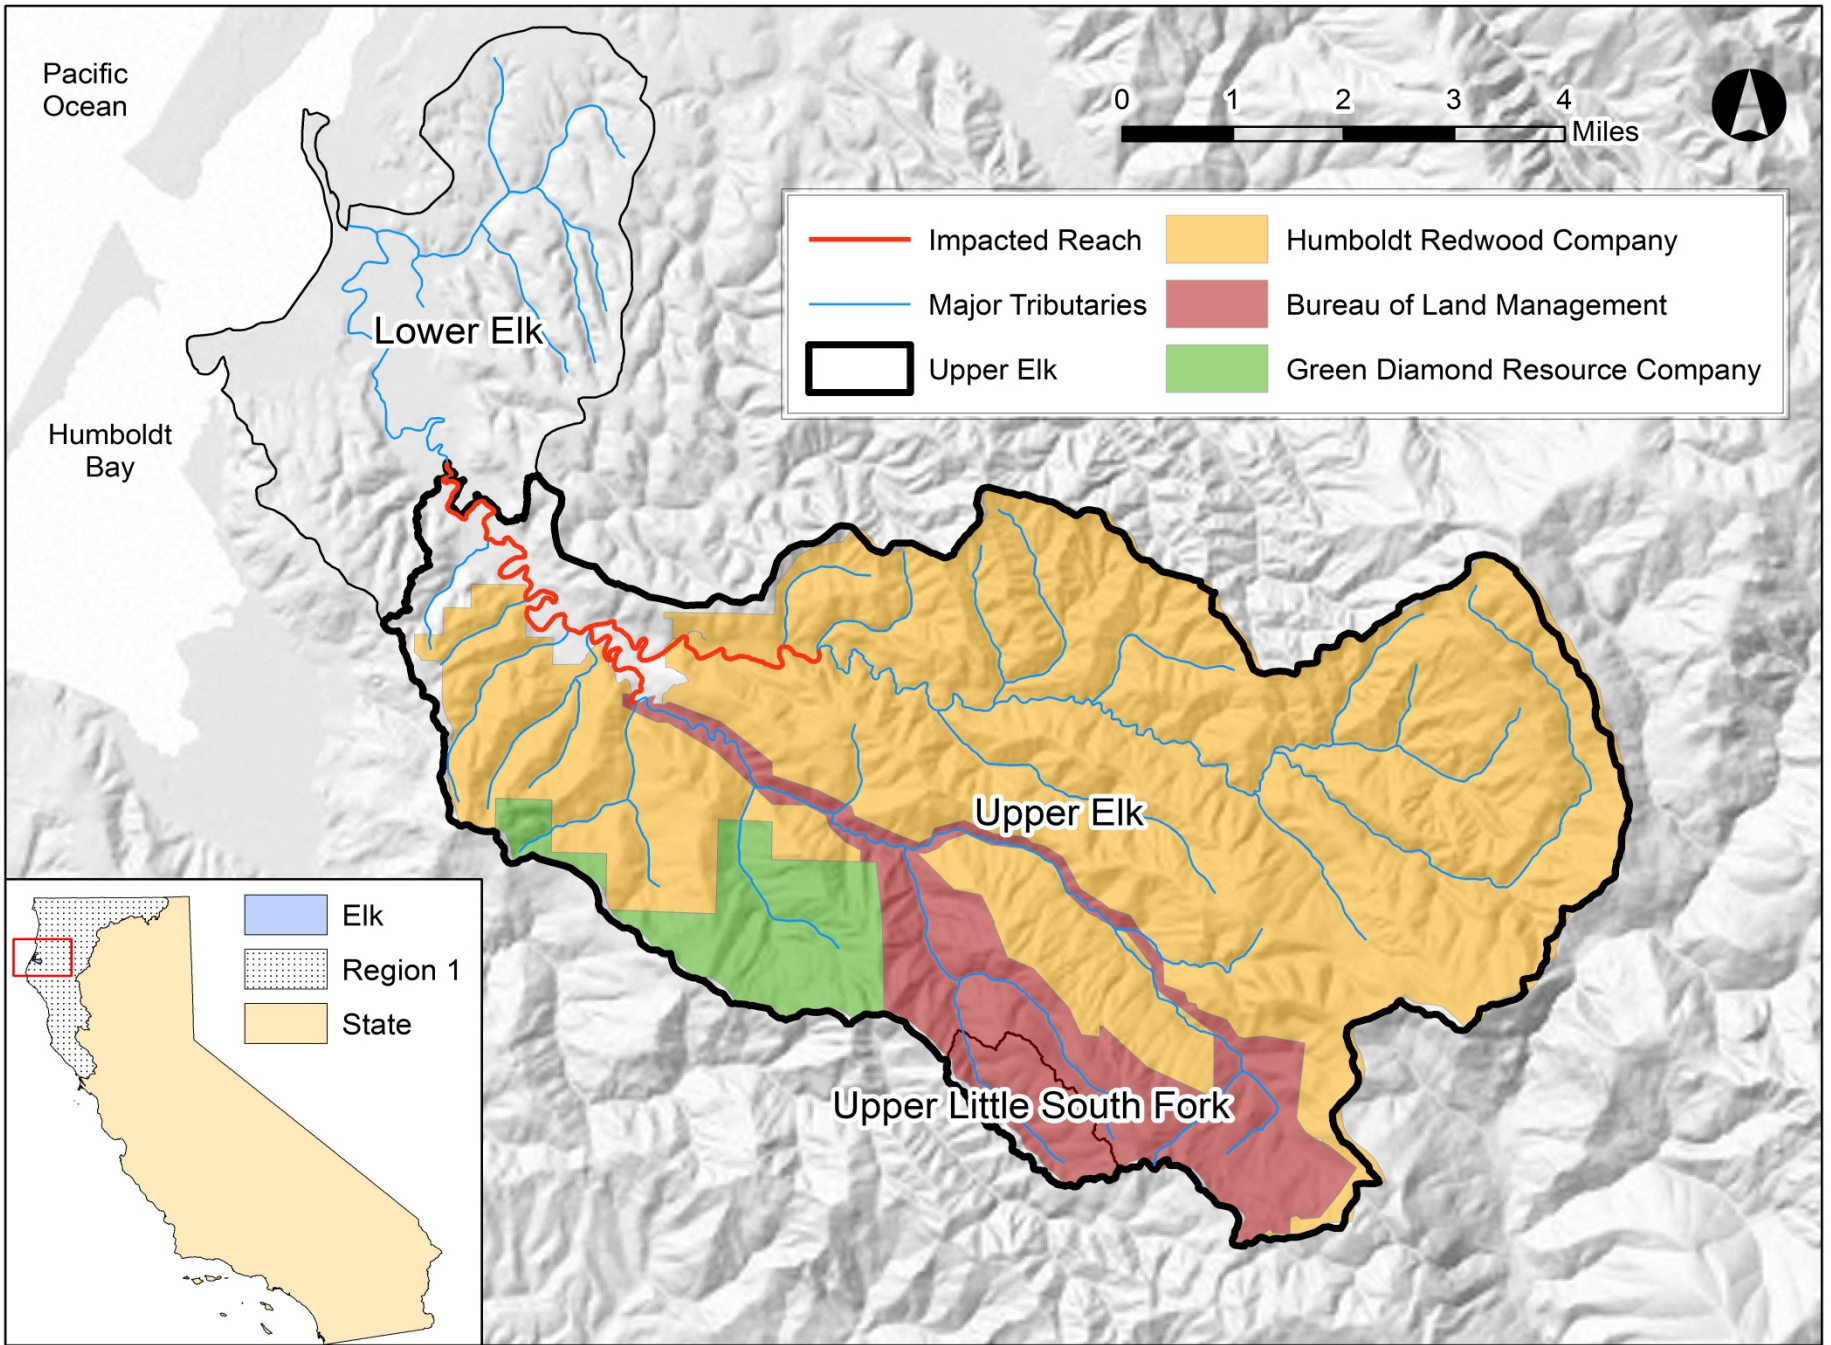 Pacific
Ocean
0 1 2 3 4
Miles
Impacted Reach
Major Tributaries
Upper Elk
Humboldt Redwood Company
Bureau of Land Management
Green Diamond Resource Company
Lower Elk
Humboldt
Bay
Upper Elk
Upper Little South Fork
Elk
Region 1
State